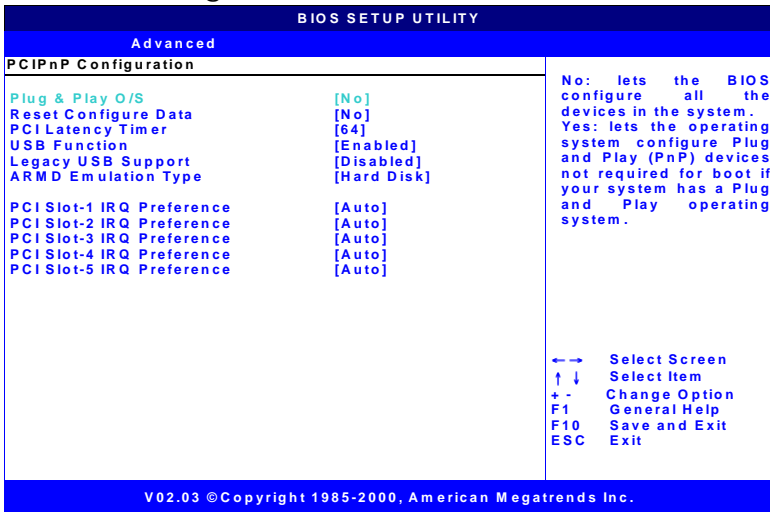 BIOS SETUP UTILITY
Advanced
PCIPnP Configuration
Plug & Play O/S [No]
Reset Configure Data [No]
PCI Latency Timer [64]
USB Function [Enabled]
Legacy USB Support [Disabled]
ARMD Emulation Type [Hard Disk]
PCI Slot-1 IRQ Preference [Auto]
PCI Slot-2 IRQ Preference [Auto]
PCI Slot-3 IRQ Preference [Auto]
PCI Slot-4 IRQ Preference [Auto]
PCI Slot-5 IRQ Preference [Auto]
No: lets the BIOS
configure all the
devices in the system.
Yes: lets the operating
system configure Plug
and Play (PnP) devices
not required for boot if
your system has a Plug
and Play operating
system.
←→ Select Screen
↑ ↓ Select Item
+ - Change Option
F1 General Help
F10 Save and Exit
ESC Exit
V02.03 ©Copyright 1985-2000, American Megatrends Inc.